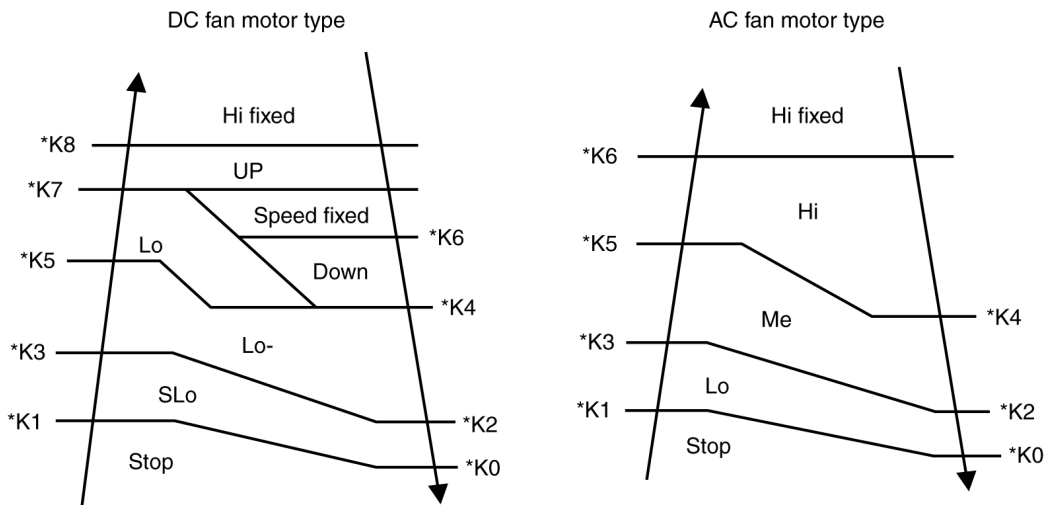 DC fan motor type
Hi fixed
*K8
UP
*K7
Speed fixed
*K6
Lo
*K5
Down
*K4
Lo-
*K3
SLo
*K1
*K2
Stop
*K0
AC fan motor type
Hi fixed
*K6
Hi
*K5
Me
*K4
*K3
Lo
*K1
*K2
Stop
*K0